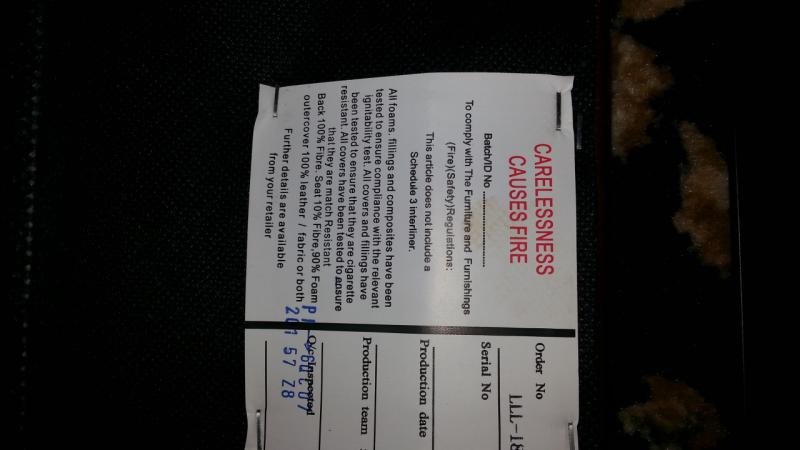 CARELESSNESS
CAUSES FIRE
Batch/ID No ................................
To comply with The Furniture and Furnishings
(Fire)(Safety)Regulations:
This article does not include a
Schedule 3 interliner.
All foams, fillings and composites have been
tested to ensure compliance with the relevant
ignitability test. All covers and fillings have
been tested to ensure that they are cigarette
resistant. All covers have been tested to ensure
that they are match Resistant
Back 100% Fibre. Seat 10% Fibre,90% Foam
outercover 100% leather / fabric or both
Further details are available
from your retailer
Order No
LLL-18
Serial No
Production date
Production team
Q/c Inspected
57 Z8